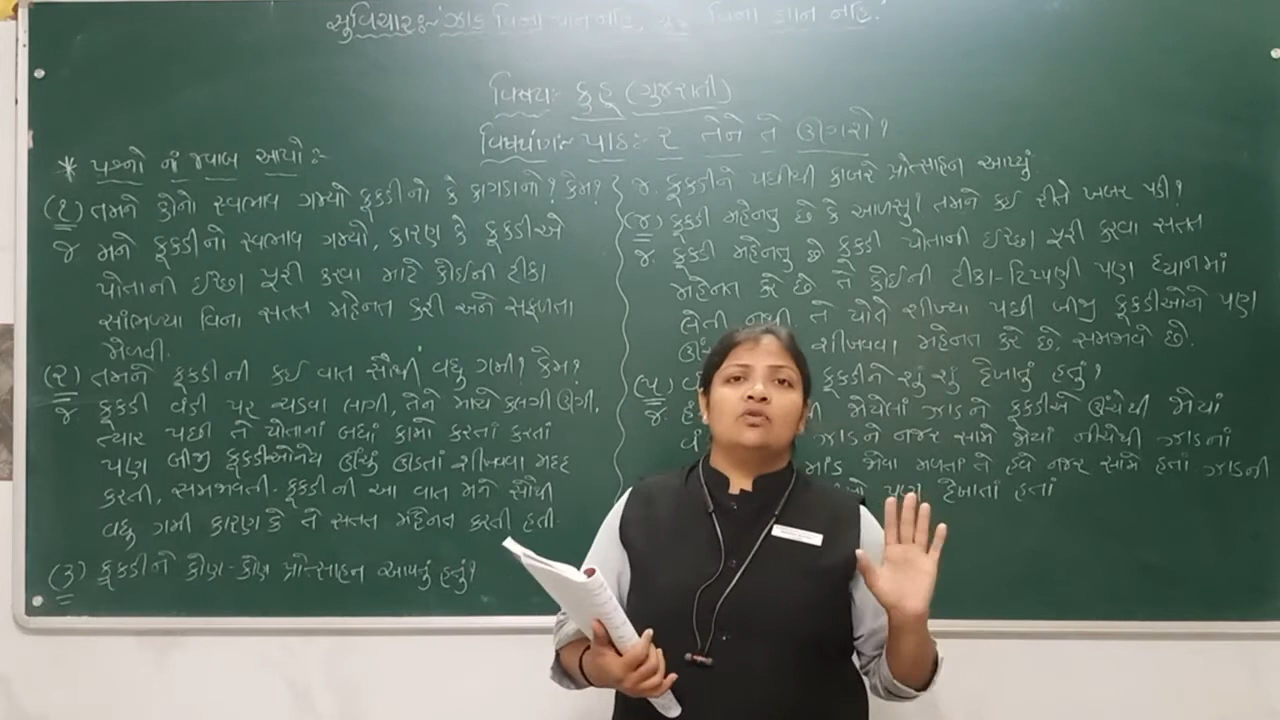 સુવિચારઃ- ઝાડ વિના જ્ઞાન નહિ, ગુરુ વિના જ્ઞાન નહિ.
વિષયઃ- કુહૂ (ગુજરાતી)
વિષયાંગઃ- પાઠઃ- ૨ તેને તે ઊગશે?
* પ્રશ્નો નાં જવાબ આપોઃ-
(૧) તમને કોનો સ્વભાવ ગમ્યો કૂકડીનો કે કાગડાનો? કેમ?
જ મને કૂકડીનો સ્વભાવ ગમ્યો, કારણ કે કૂકડીએ
પોતાની ઈચ્છા પૂરી કરવા માટે કોઈની ટીકા
સાંભળ્યા વિના સતત મહેનત કરી અને સફળતા
મેળવી.
(૨) તમને કૂકડીની કઈ વાત સૌથી વધુ ગમી? કેમ?
જ કૂકડી વંડી પર ચડવા લાગી, તેને માથે કલગી ઊગી,
ત્યાર પછી તે પોતાનાં બધાં કામો કરતાં કરતાં
પણ બીજી કૂકડીઓનેય ઊંચું ઊડતાં શીખવવા મદદ
કરતી, સમજાવતી. કૂકડીની આ વાત મને સૌથી
વધુ ગમી કારણ કે તે સતત મહેનત કરતી હતી.
(૩) કૂકડીને કોણ-કોણ પ્રોત્સાહન આપતું હતું?
જ. કૂકડીને પછીથી કાબરે પ્રોત્સાહન આપ્યું.
(૪) કૂકડી મહેનતુ છે કે આળસુ? તમને કઈ રીતે ખબર પડી?
જ. કૂકડી મહેનતુ છે કૂકડી પોતાની ઈચ્છા પૂરી કરવા સતત
મહેનત કરે છે તે કોઈની ટીકા-ટિપ્પણી પણ ધ્યાનમાં
લેતી નથી તે પોતે શીખ્યા પછી બીજી કૂકડીઓને પણ
શીખવવા મહેનત કરે છે, સમજાવે છે.
(૫) કૂકડીને શું શું દેખાતું હતું?
જ. જોયેલાં ઝાડને કૂકડીએ ઊંચેથી જોયાં
ઝાડને નજર સામે જોયાં નીચેથી ઝાડનાં
જોવા મળતાં તે હવે નજર સામે હતાં ઝાડની
પણ દેખાતાં હતાં